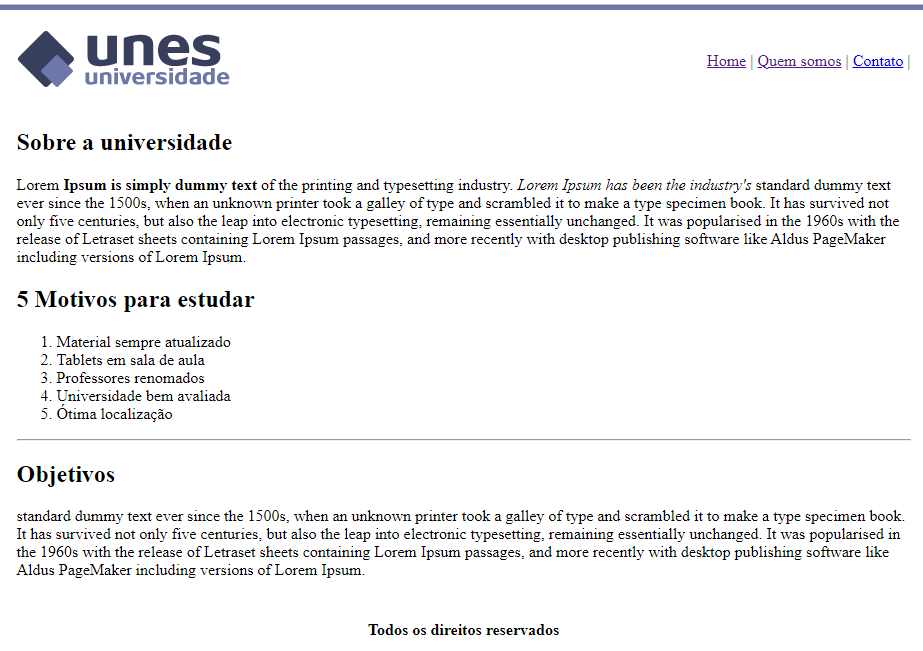 unes
universidade
Home | Quem somos | Contato |
Sobre a universidade
Lorem Ipsum is simply dummy text of the printing and typesetting industry. Lorem Ipsum has been the industry's standard dummy text
ever since the 1500s, when an unknown printer took a galley of type and scrambled it to make a type specimen book. It has survived not
only five centuries, but also the leap into electronic typesetting, remaining essentially unchanged. It was popularised in the 1960s with the
release of Letraset sheets containing Lorem Ipsum passages, and more recently with desktop publishing software like Aldus PageMaker
including versions of Lorem Ipsum.
5 Motivos para estudar
1. Material sempre atualizado
2. Tablets em sala de aula
3. Professores renomados
4. Universidade bem avaliada
5. Ótima localização
Objetivos
standard dummy text ever since the 1500s, when an unknown printer took a galley of type and scrambled it to make a type specimen book.
It has survived not only five centuries, but also the leap into electronic typesetting, remaining essentially unchanged. It was popularised in
the 1960s with the release of Letraset sheets containing Lorem Ipsum passages, and more recently with desktop publishing software like
Aldus PageMaker including versions of Lorem Ipsum.
Todos os direitos reservados